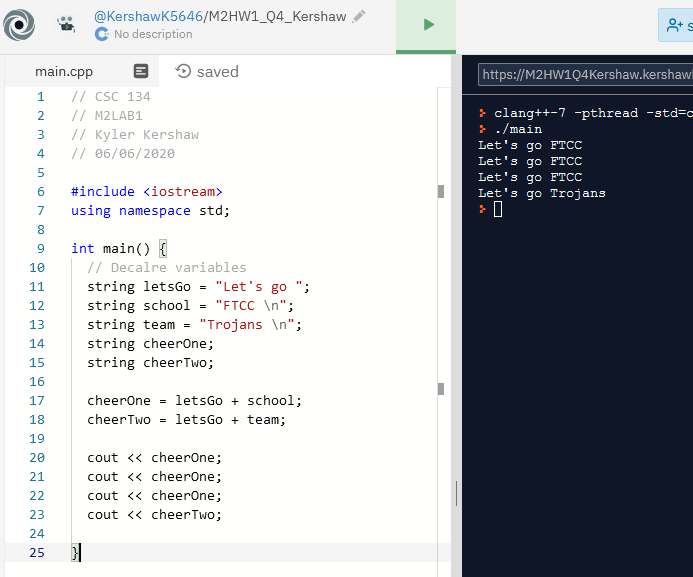 @KershawK5646/M2HW1_Q4_Kershaw
No description
main.cpp
saved
1 // CSC 134
2 // M2LAB1
3 // Kyler Kershaw
4 // 06/06/2020
5
6 #include <iostream>
7 using namespace std;
8
9 int main() {
10 // Decalre variables
11 string letsGo = "Let's go ";
12 string school = "FTCC \n";
13 string team = "Trojans \n";
14 string cheerOne;
15 string cheerTwo;
16
17 cheerOne = letsGo + school;
18 cheerTwo = letsGo + team;
19
20 cout << cheerOne;
21 cout << cheerOne;
22 cout << cheerOne;
23 cout << cheerTwo;
24
25 }
https://M2HW1Q4Kershaw.kershaw
clang++-7 -pthread -std=c
./main
Let's go FTCC
Let's go FTCC
Let's go FTCC
Let's go Trojans